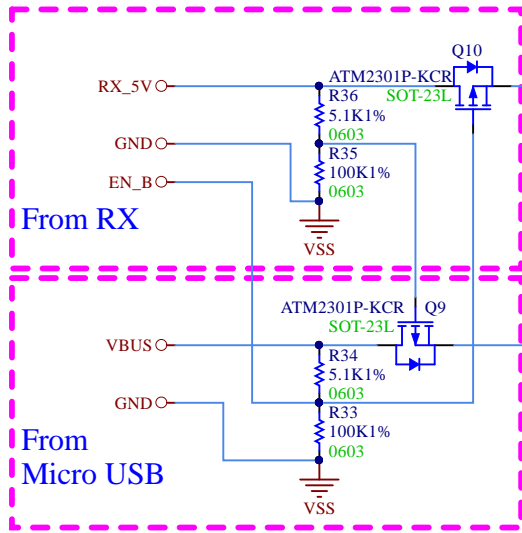 Q10
ATM2301P-KCR
SOT-23L
RX_5V
R36
5.1K1%
0603
GND
R35
100K1%
0603
EN_B
From RX
VSS
ATM2301P-KCR
Q9
SOT-23L
VBUS
R34
5.1K1%
0603
GND
R33
100K1%
0603
From
Micro USB
VSS